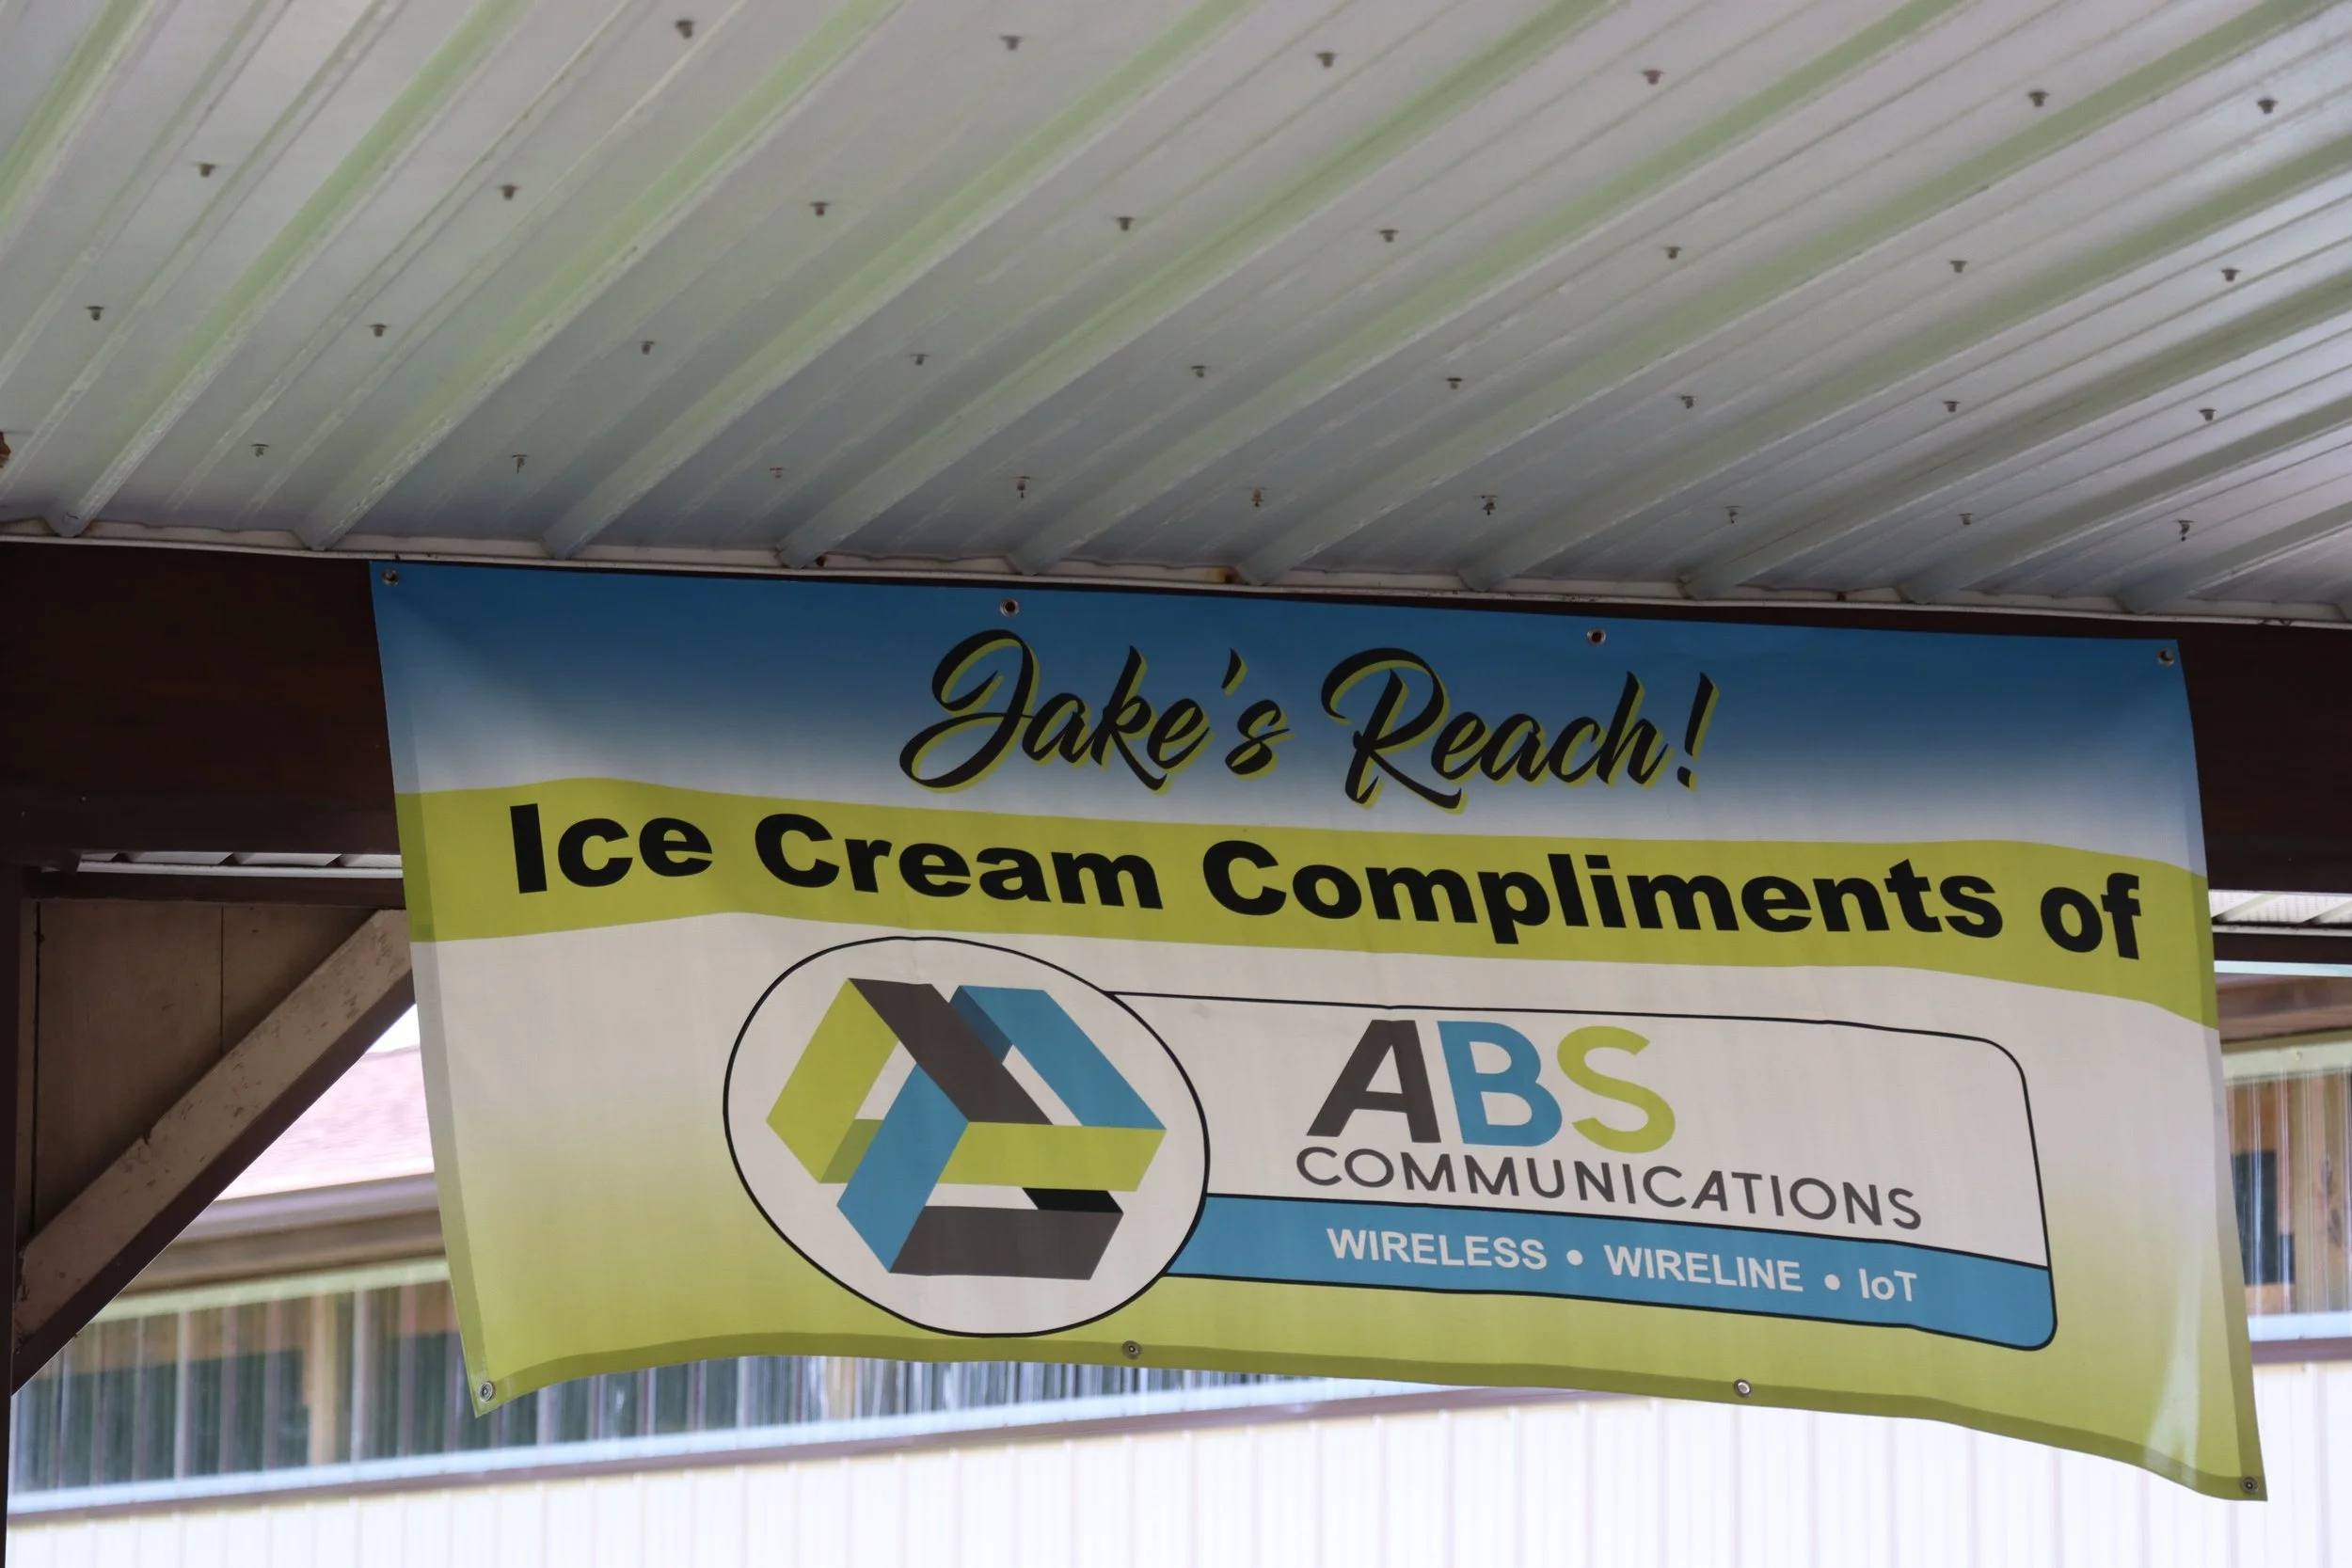 Jake's Reach!
Ice Cream Compliments of
ABS
COMMUNICATIONS
WIRELESS • WIRELINE • IoT